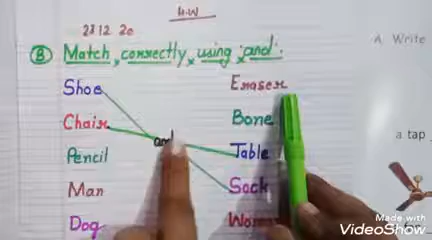 H.W
23 12 20
B Match correctly using 'and'.
Shoe Eraser
Chair Bone
and
Pencil Table
Man Sock
Dog
A. Write
a tap
Made With
VideoShow